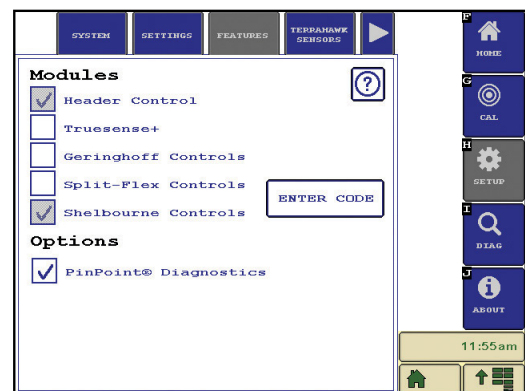 SYSTEM
SETTINGS
FEATURES
TERRAHAWK
SENSORS
Modules
?
Header Control
Truesense+
Geringhoff Controls
Split-Flex Controls
Shelbourne Controls
ENTER CODE
Options
PinPoint® Diagnostics
F
HOME
G
CAL
H
SETUP
I
DIAG
J
i
ABOUT
11:55am